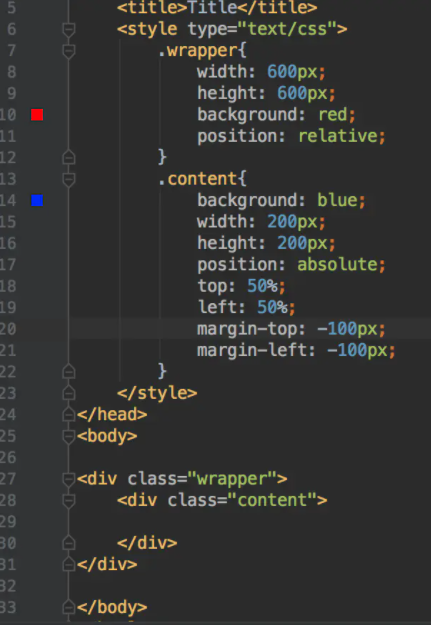 5 <title>Title</title>
6 <style type="text/css">
7 .wrapper{
8 width: 600px;
9 height: 600px;
10 background: red;
11 position: relative;
12 }
13 .content{
14 background: blue;
15 width: 200px;
16 height: 200px;
17 position: absolute;
18 top: 50%;
19 left: 50%;
20 margin-top: -100px;
21 margin-left: -100px;
22 }
23 </style>
24 </head>
25 <body>
26
27 <div class="wrapper">
28 <div class="content">
29
30 </div>
31 </div>
32
33 </body>